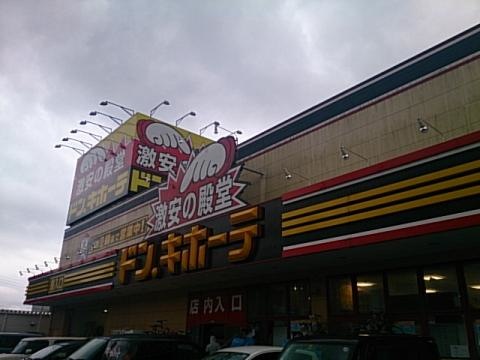 激安の殿堂
ドン.キホーテ
激安
ド
激安の殿堂
ドン.キホーテ
店内入口